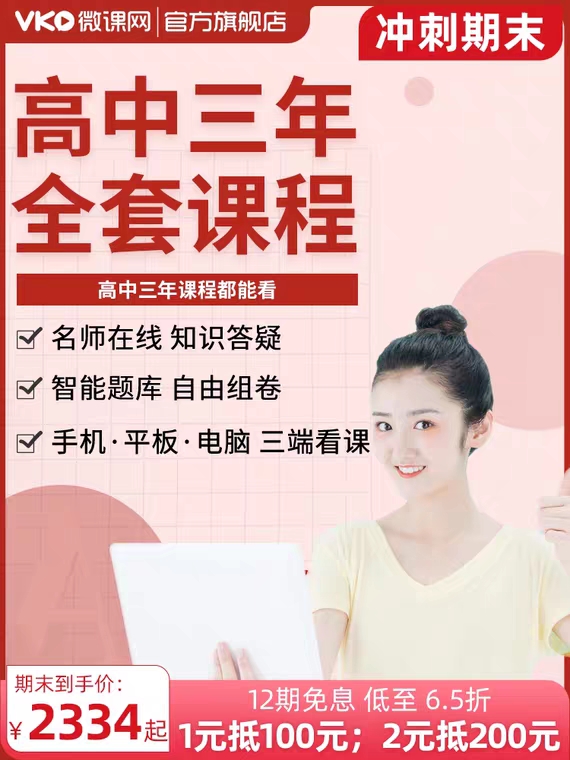 VKO微课网 官方旗舰店
冲刺期末
高中三年
全套课程
高中三年课程都能看
名师在线 知识答疑
智能题库 自由组卷
手机·平板·电脑 三端看课
期末到手价:
¥2334起
12期免息 低至 6.5折
1元抵100元；2元抵200元